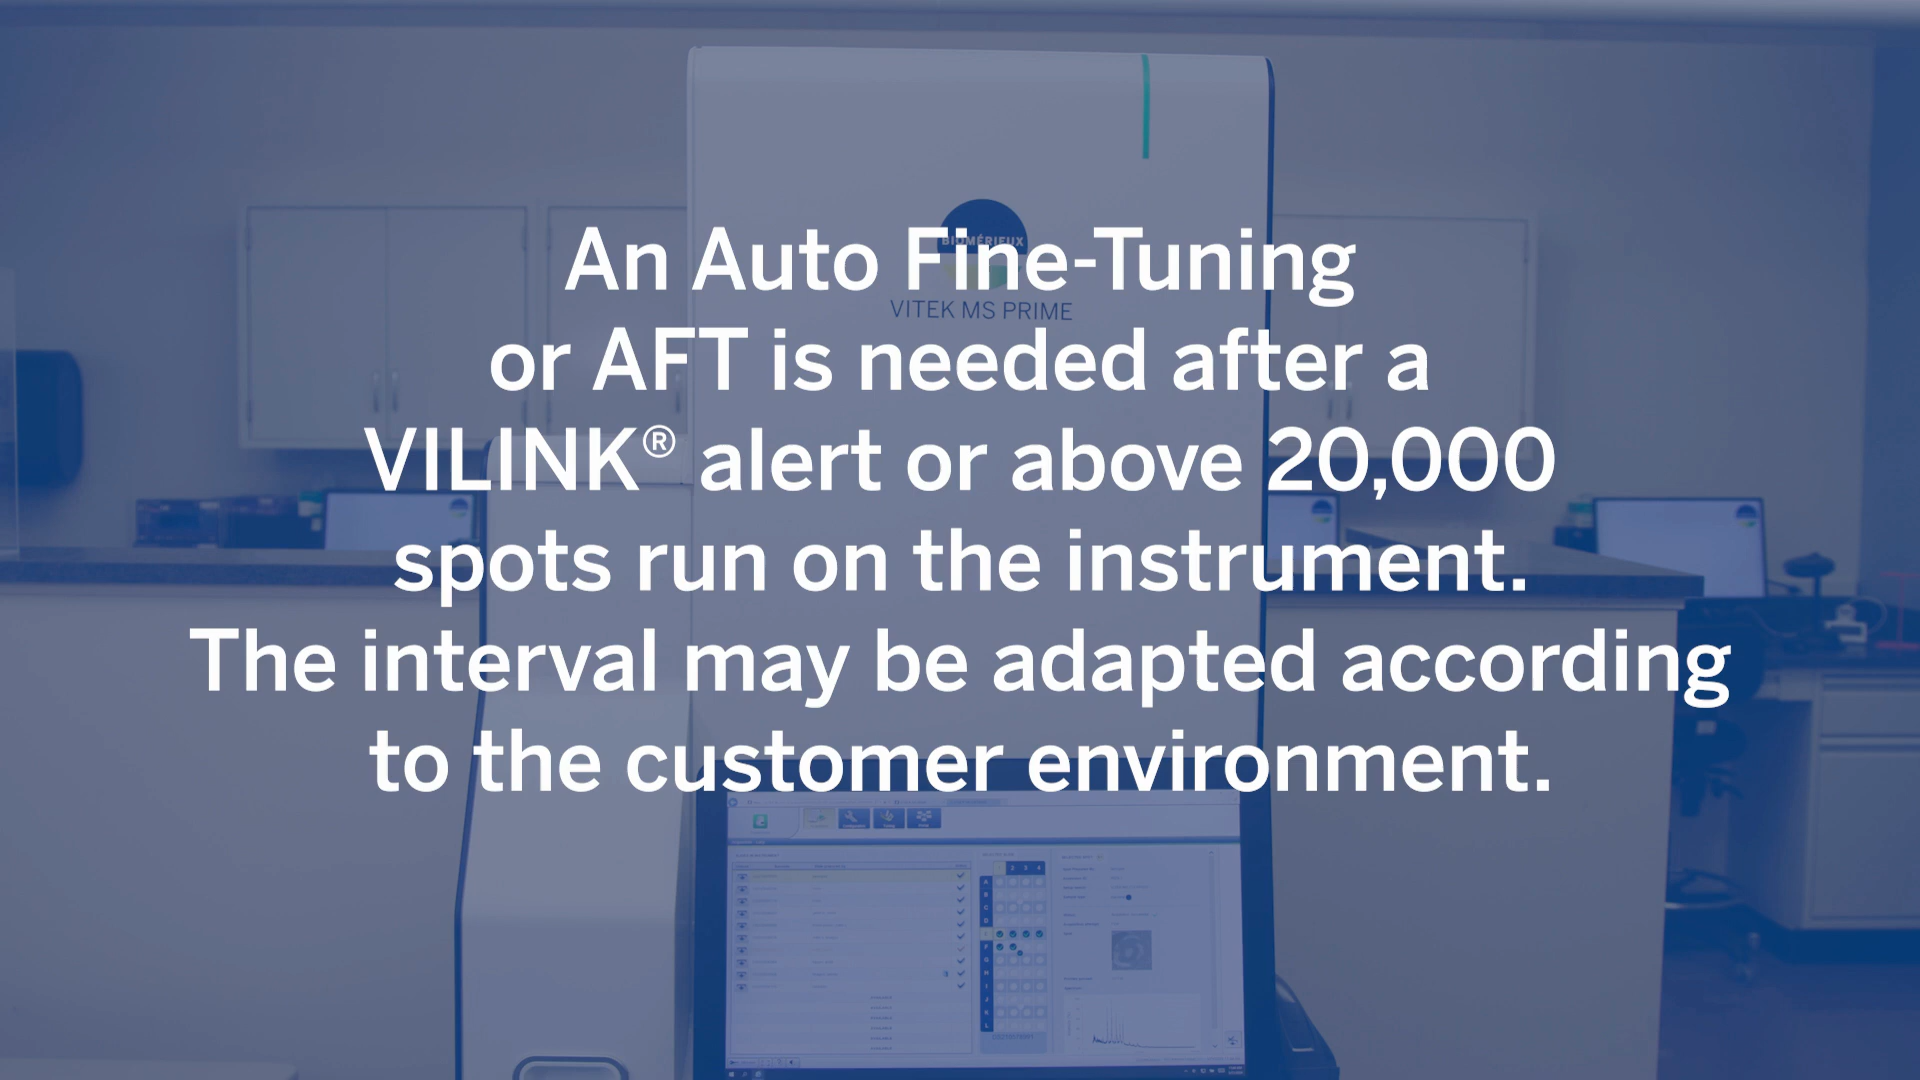 An Auto Fine-Tuning
or AFT is needed after a
VILINK® alert or above 20,000
spots run on the instrument.
The interval may be adapted according
to the customer environment.
BIOMÉRIEUX
VITEK MS PRIME